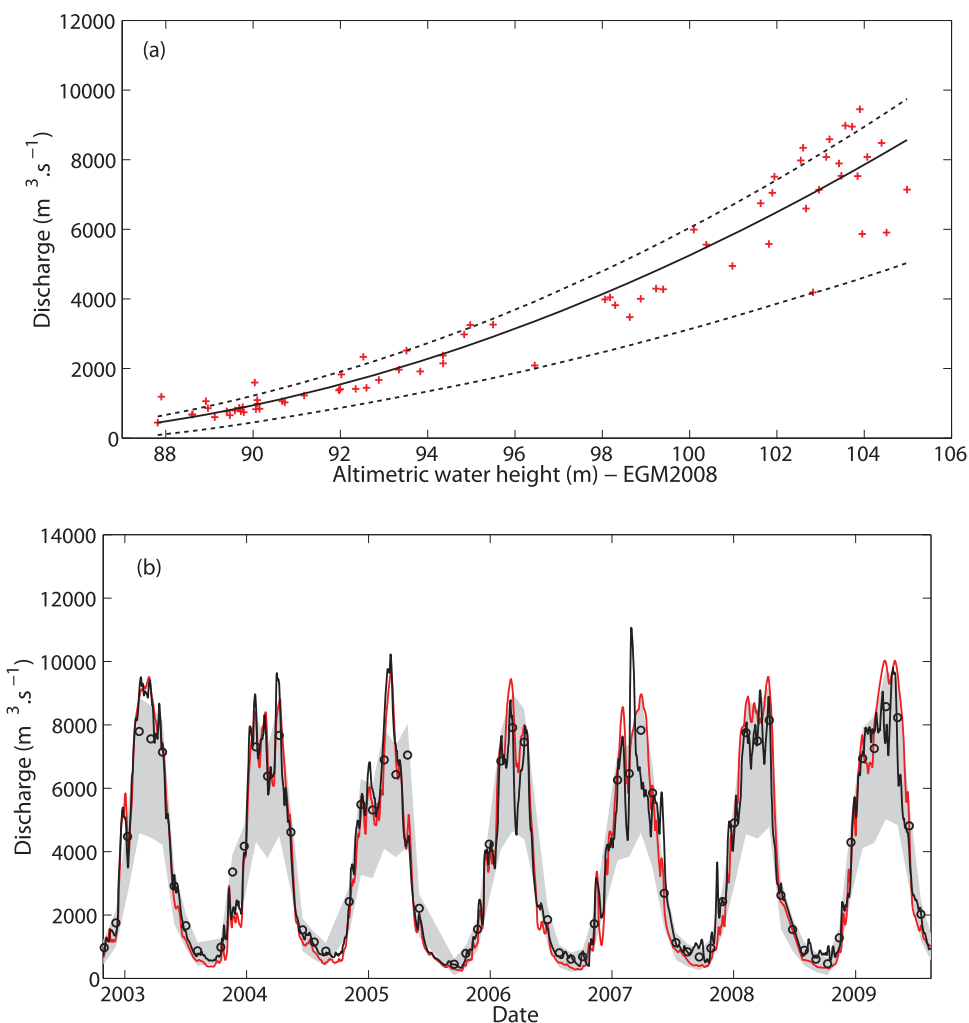 12000
(a)
10000
8000
6000
4000
2000
0
Discharge (m ³.s⁻¹)
88 90 92 94 96 98 100 102 104 106
Altimetric water height (m) − EGM2008
14000
(b)
12000
10000
8000
6000
4000
2000
0
Discharge (m ³.s⁻¹)
2003 2004 2005 2006 2007 2008 2009
Date